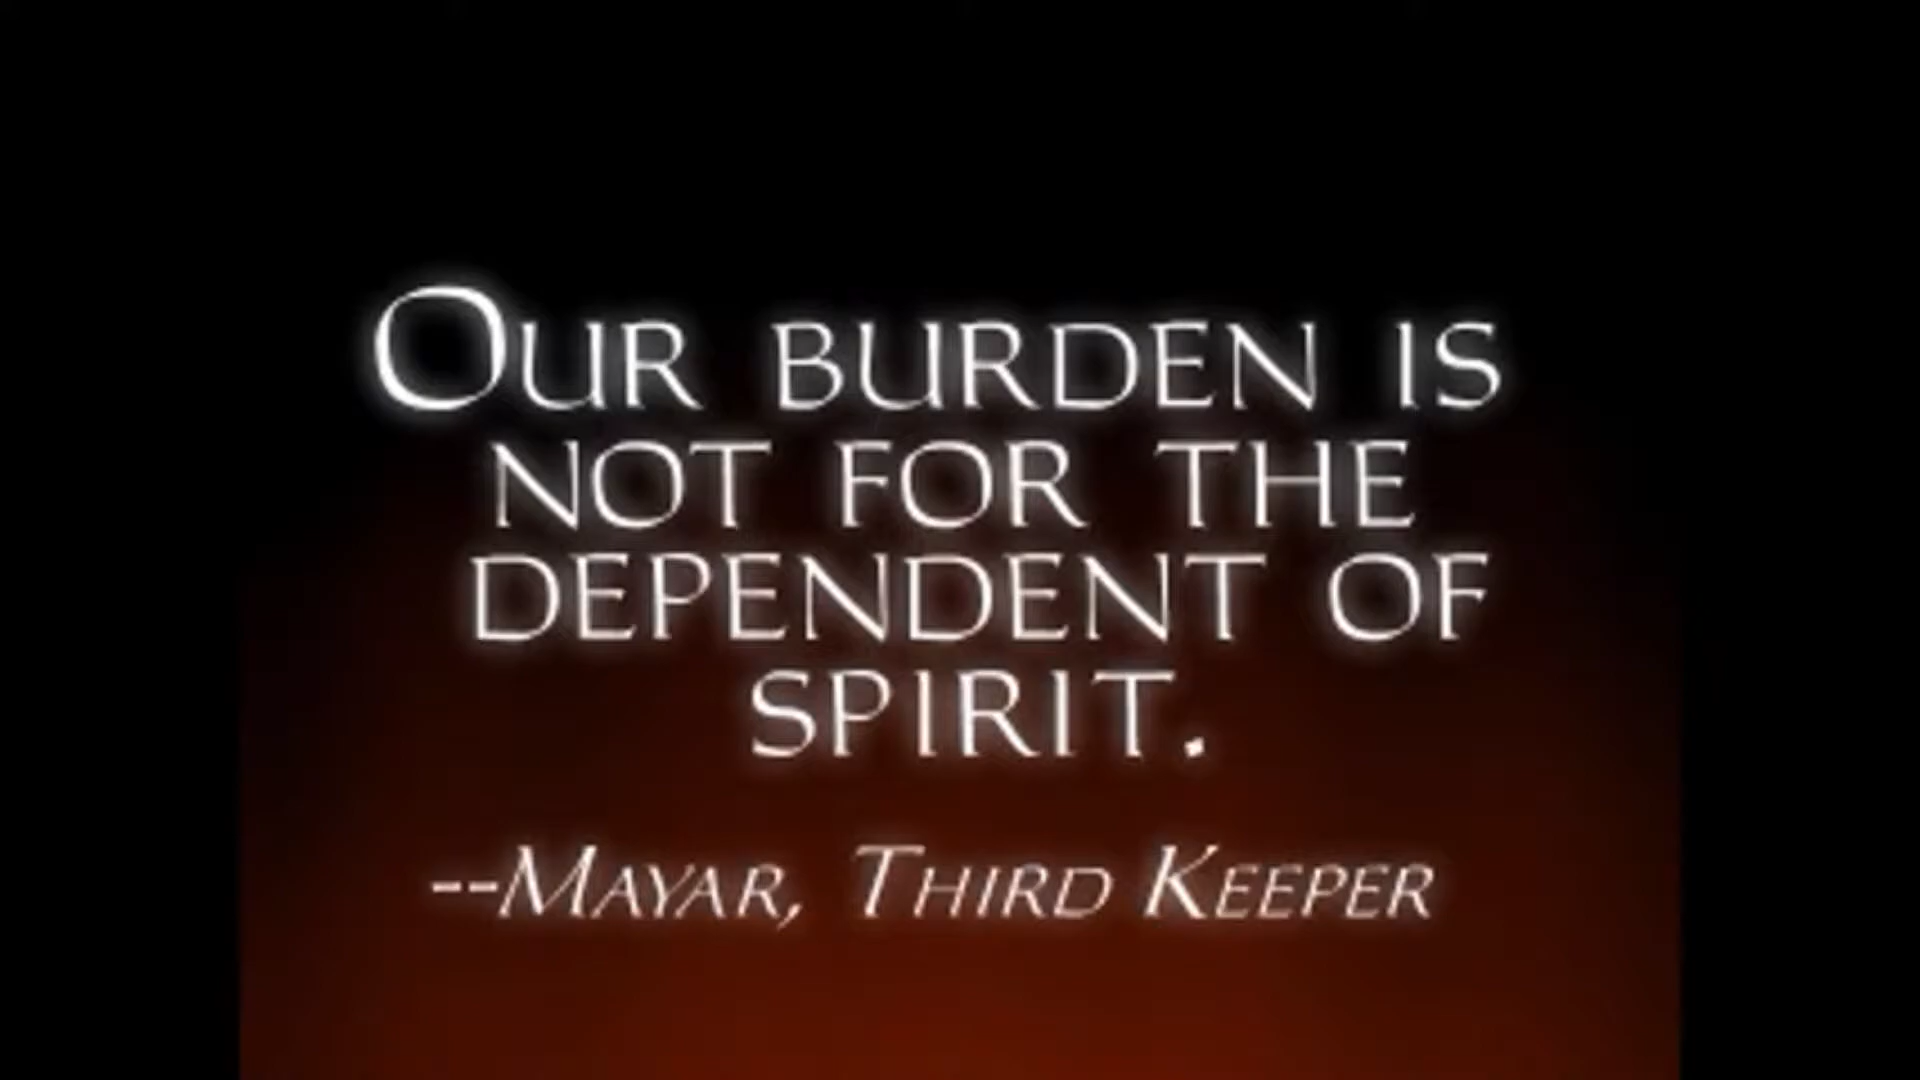 OUR BURDEN IS
NOT FOR THE
DEPENDENT OF
SPIRIT.
--MAYAR, THIRD KEEPER